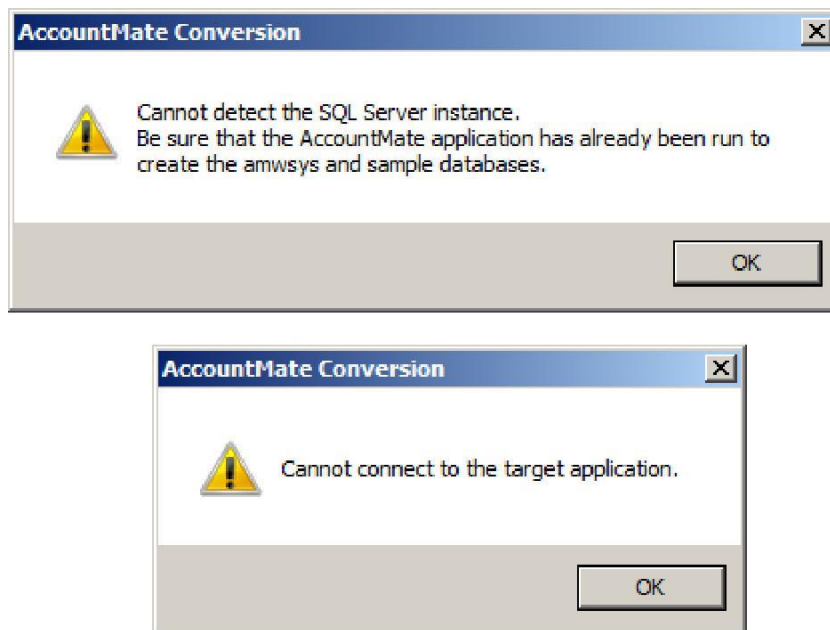 AccountMate Conversion
Cannot detect the SQL Server instance.
Be sure that the AccountMate application has already been run to
create the amwsys and sample databases.
OK
AccountMate Conversion
Cannot connect to the target application.
OK